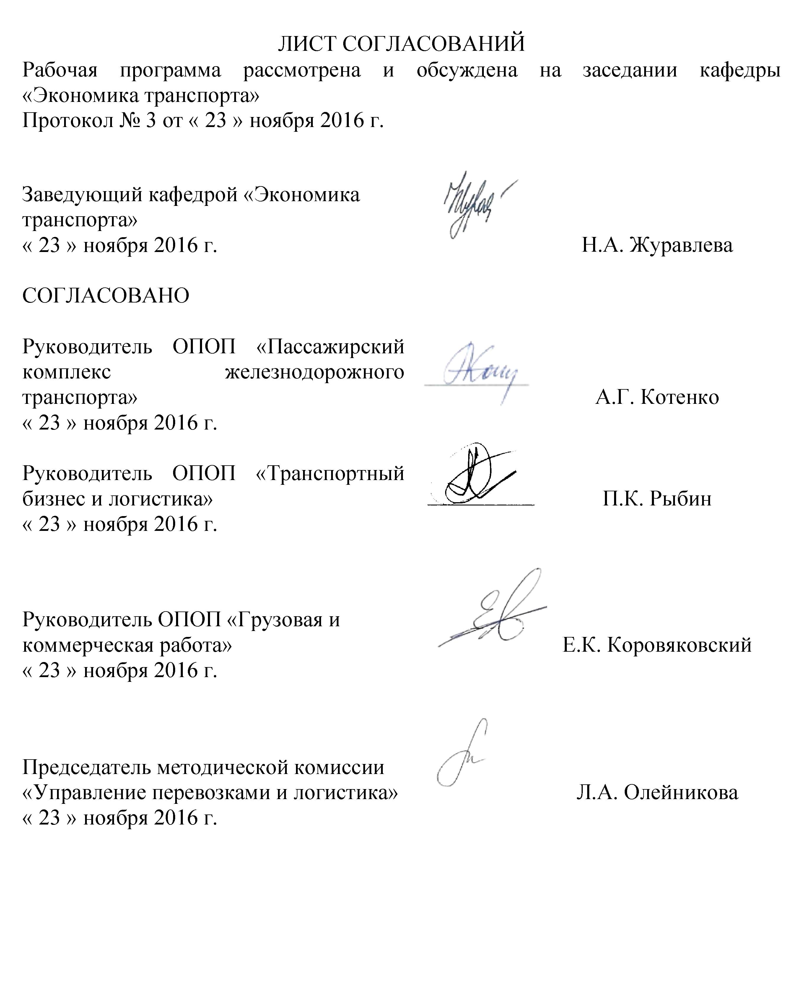 ЛИСТ СОГЛАСОВАНИЙ
Рабочая программа рассмотрена и обсуждена на заседании кафедры
«Экономика транспорта»
Протокол № 3 от « 23 » ноября 2016 г.
Заведующий кафедрой «Экономика
транспорта»
« 23 » ноября 2016 г. Н.А. Журавлева
СОГЛАСОВАНО
Руководитель ОПОП «Пассажирский
комплекс железнодорожного
транспорта» А.Г. Котенко
« 23 » ноября 2016 г.
Руководитель ОПОП «Транспортный
бизнес и логистика» П.К. Рыбин
« 23 » ноября 2016 г.
Руководитель ОПОП «Грузовая и
коммерческая работа» Е.К. Коровяковский
« 23 » ноября 2016 г.
Председатель методической комиссии
«Управление перевозками и логистика» Л.А. Олейникова
« 23 » ноября 2016 г.